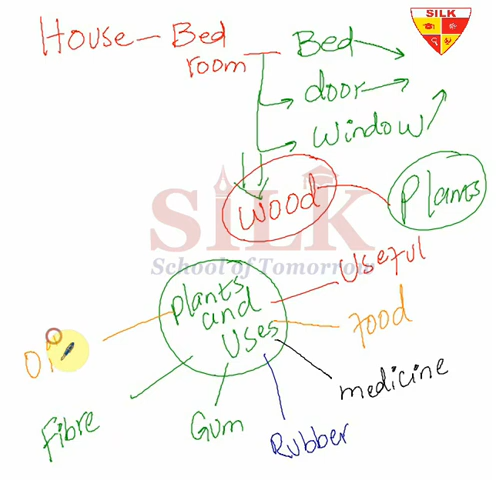 SILK
House - Bed room
Bed
door
Window
Wood
Plants
SILK
School of Tomorrow
Plants and Uses
Useful
Food
medicine
Rubber
Gum
Fibre